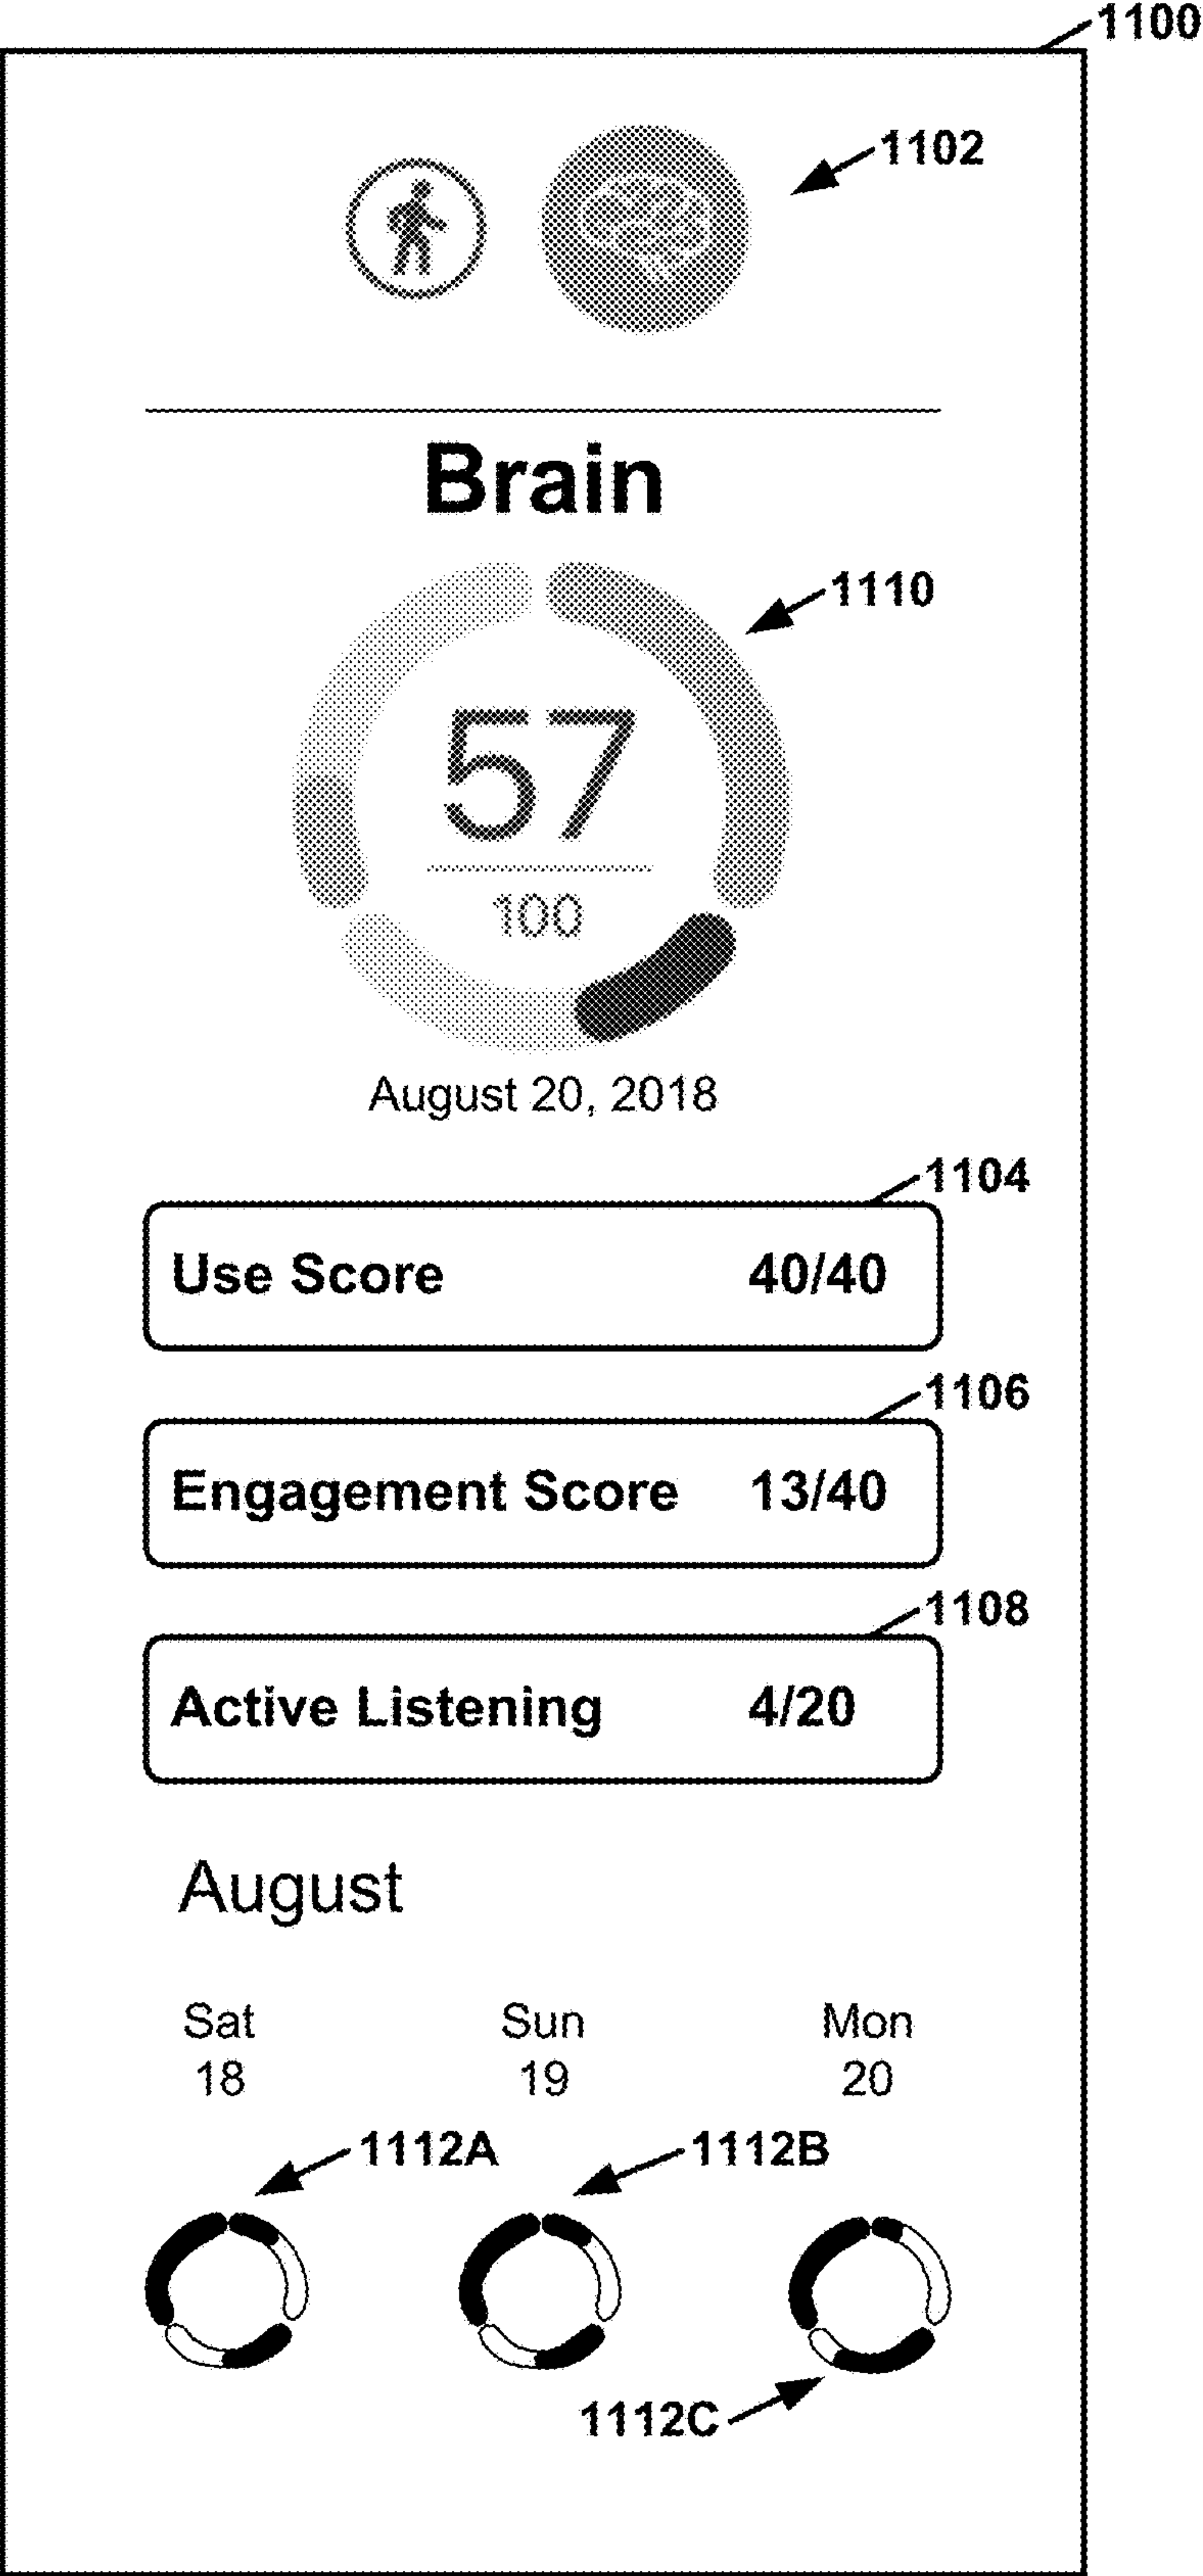 1100
1102
Brain
1110
57
100
August 20, 2018
1104
Use Score 40/40
1106
Engagement Score 13/40
1108
Active Listening 4/20
August
Sat Sun Mon
18 19 20
1112A 1112B
1112C